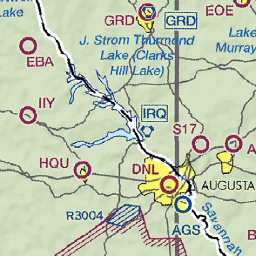 GRD
GRD
EOE
J. Strom Thurmond
Lake (Clarks
Hill Lake)
Lake
Murray
EBA
IIY
IRQ
S17
A
HQU
DNL
AUGUSTA
R3004
AGS
Savannah